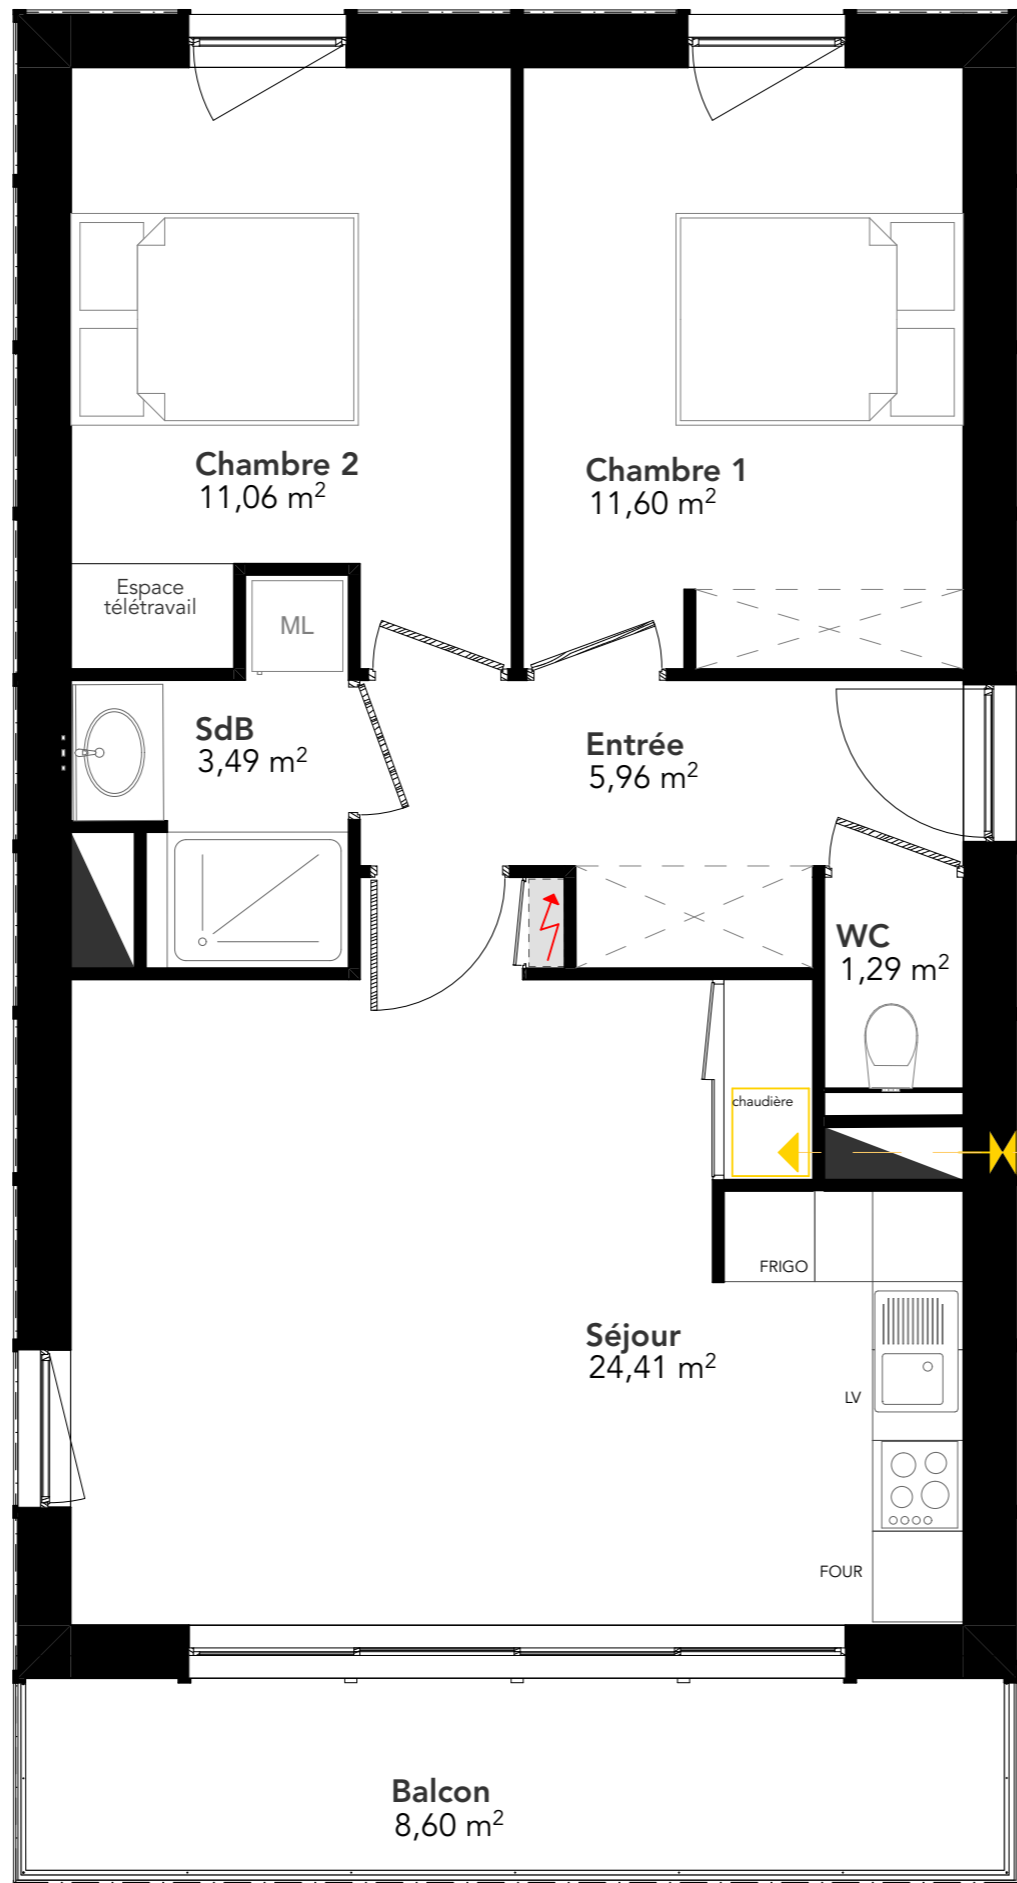 Chambre 2
11,06 m²
Chambre 1
11,60 m²
Espace
télétravail
ML
SdB
3,49 m²
Entrée
5,96 m²
WC
1,29 m²
chaudière
FRIGO
Séjour
24,41 m²
LV
FOUR
Balcon
8,60 m²